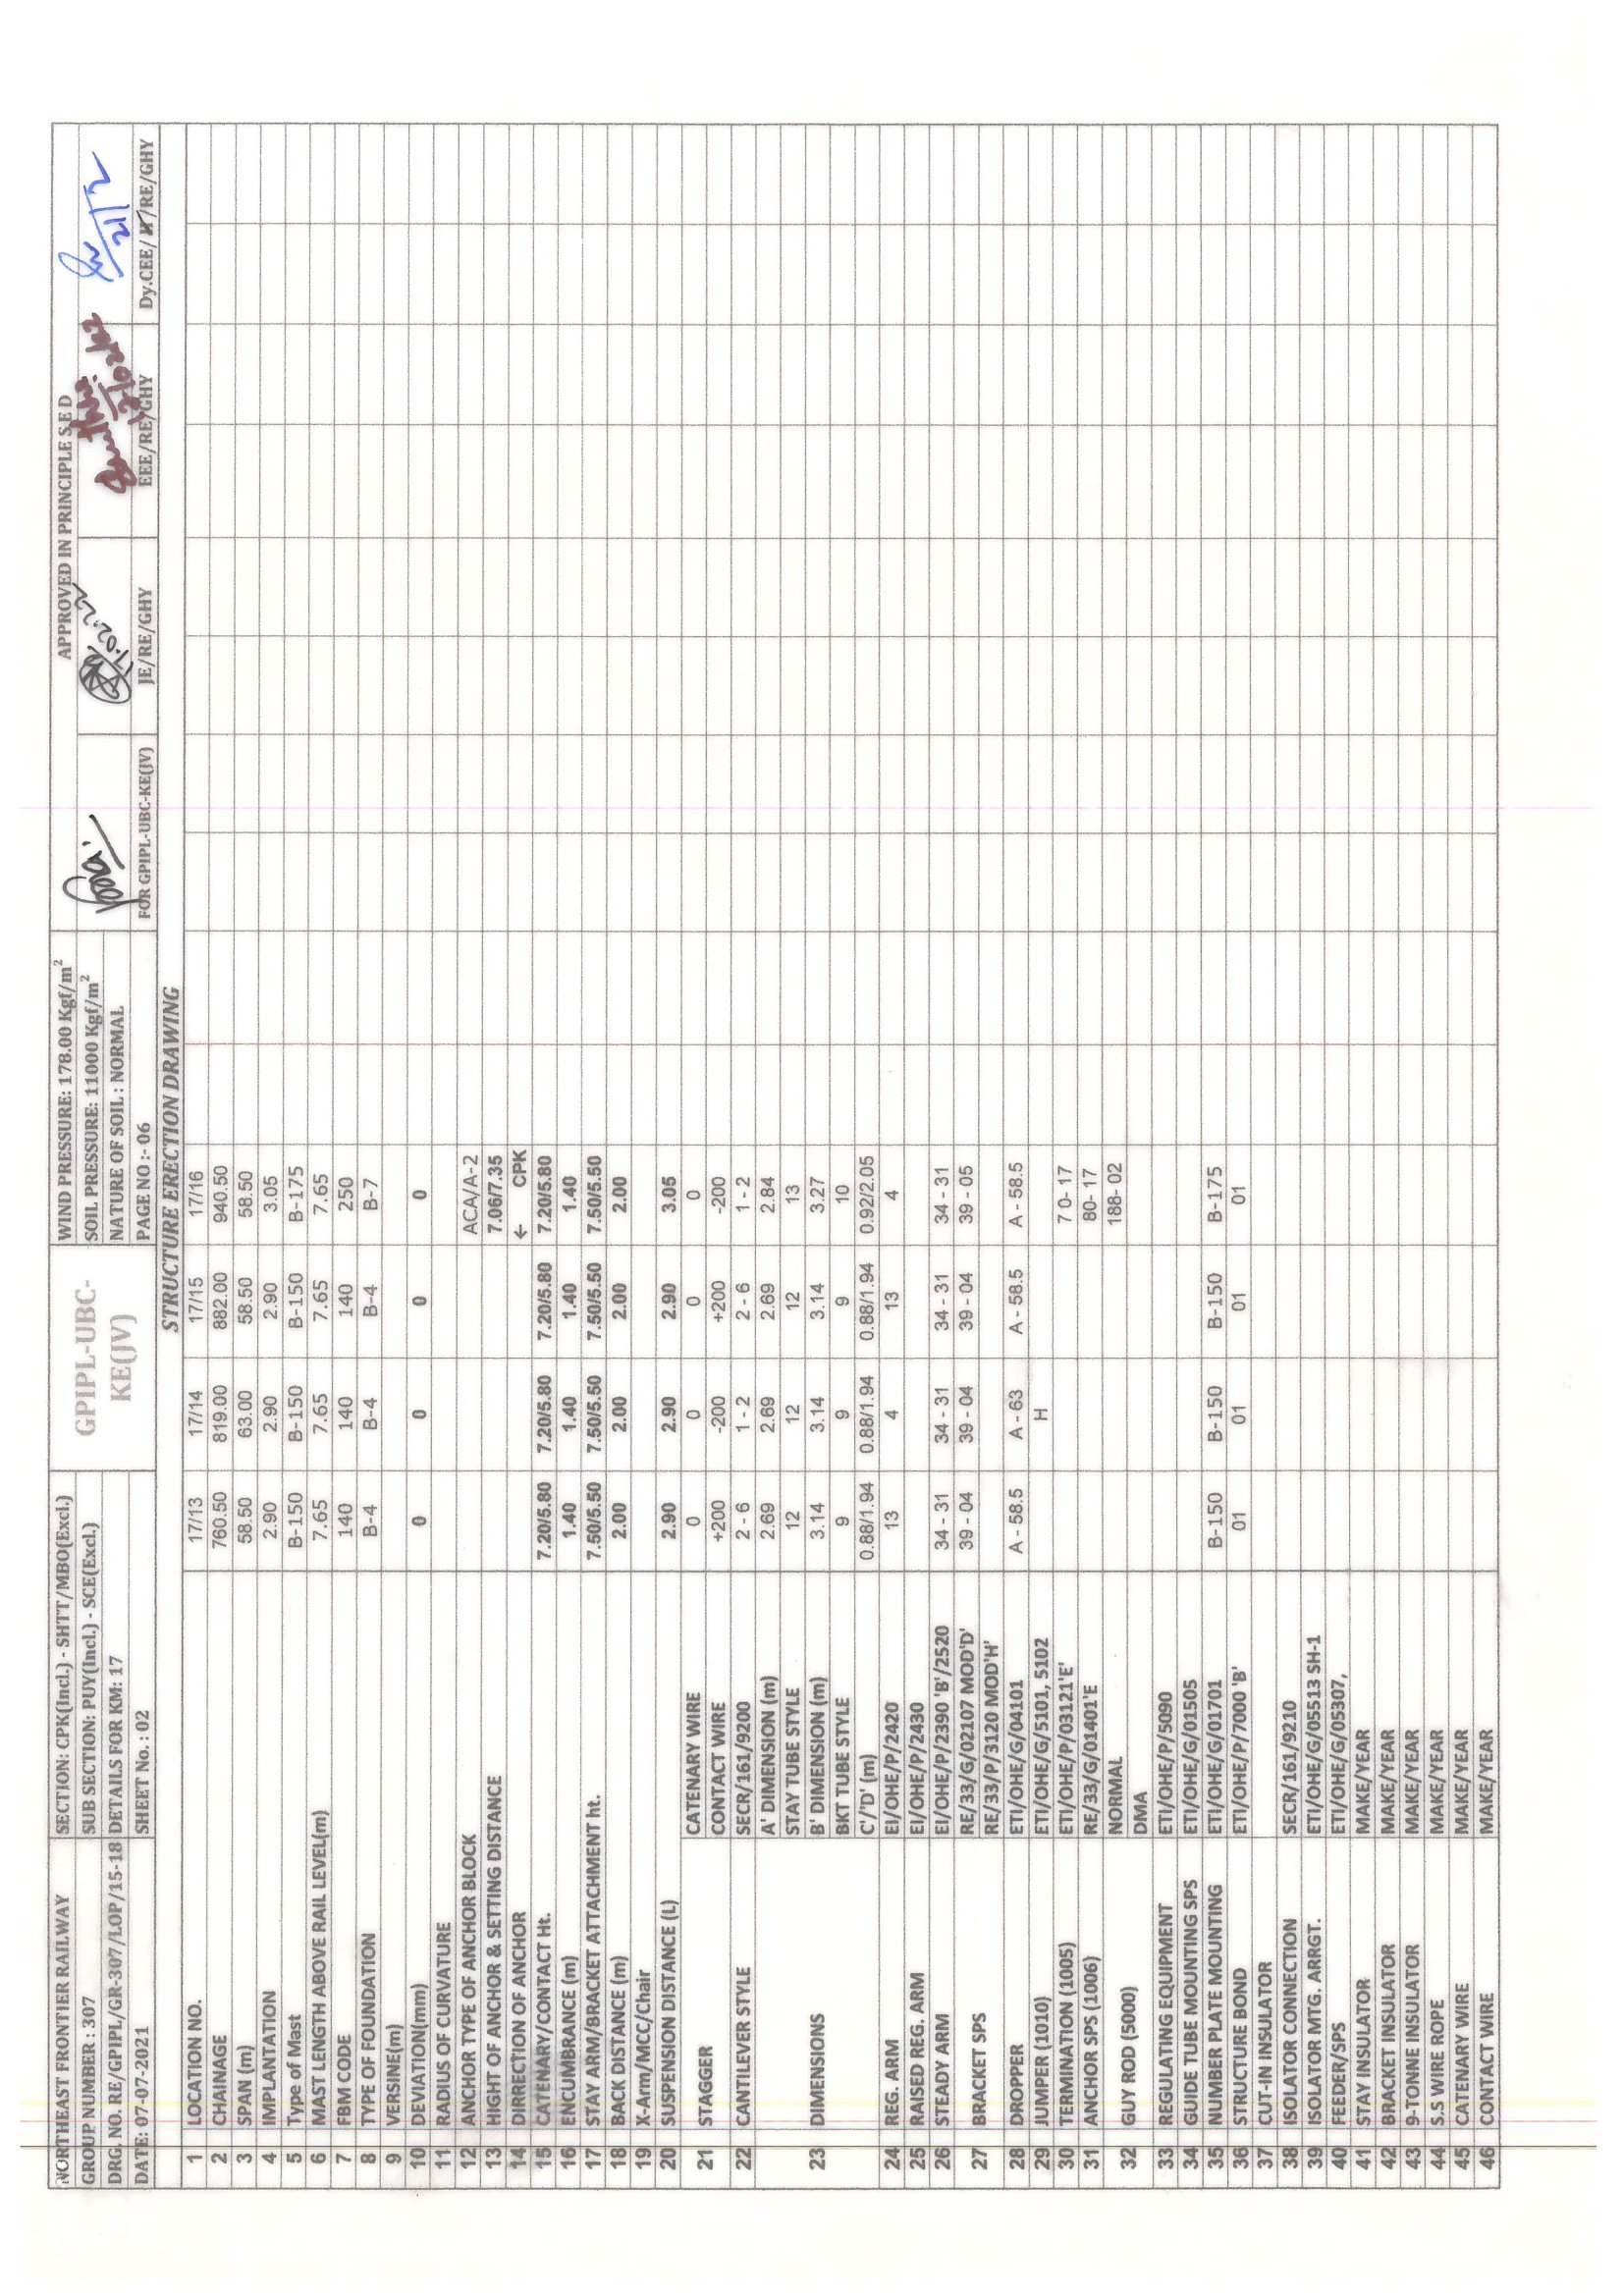 NORTHEAST FRONTIER RAILWAY
GROUP NUMBER : 307
DRG. NO. RE/GPIPL/GR-307/LOP/15-18
DATE: 07-07-2021
SECTION: CPK(Incl.) - SHTT/MBO(Excl.)
SUB SECTION: PUY(Incl.) - SCE(Excl.)
DETAILS FOR KM: 17
SHEET No. : 02
GPIPL-UBC-
KE(JV)
WIND PRESSURE: 178.00 Kgf/m²
SOIL PRESSURE: 11000 Kgf/m²
NATURE OF SOIL : NORMAL
PAGE NO :- 06
APPROVED IN PRINCIPLE S E D
FOR GPIPL-UBC-KE(JV)
JE/RE/GHY
EEE/RE/GHY
21/12
Dy.CEE/ /RE/GHY
STRUCTURE ERECTION DRAWING
1 LOCATION NO. 17/13 17/14 17/15 17/16
2 CHAINAGE 760.50 819.00 882.00 940.50
3 SPAN (m) 58.50 63.00 58.50 58.50
4 IMPLANTATION 2.90 2.90 2.90 3.05
5 Type of Mast B-150 B-150 B-150 B-175
6 MAST LENGTH ABOVE RAIL LEVEL(m) 7.65 7.65 7.65 7.65
7 FBM CODE 140 140 140 250
8 TYPE OF FOUNDATION B-4 B-4 B-4 B-7
9 VERSINE(m)
10 DEVIATION(mm) 0 0 0 0
11 RADIUS OF CURVATURE
12 ANCHOR TYPE OF ANCHOR BLOCK ACA/A-2
13 HIGHT OF ANCHOR & SETTING DISTANCE 7.06/7.35
14 DIRRECTION OF ANCHOR ← CPK
15 CATENARY/CONTACT Ht. 7.20/5.80 7.20/5.80 7.20/5.80 7.20/5.80
16 ENCUMBRANCE (m) 1.40 1.40 1.40 1.40
17 STAY ARM/BRACKET ATTACHMENT ht. 7.50/5.50 7.50/5.50 7.50/5.50 7.50/5.50
18 BACK DISTANCE (m) 2.00 2.00 2.00 2.00
19 X-Arm/MCC/Chair
20 SUSPENSION DISTANCE (L) 2.90 2.90 2.90 3.05
21 STAGGER CATENARY WIRE 0 0 0 0
CONTACT WIRE +200 -200 +200 -200
22 CANTILEVER STYLE SECR/161/9200 2 - 6 1 - 2 2 - 6 1 - 2
23 DIMENSIONS A' DIMENSION (m) 2.69 2.69 2.69 2.84
STAY TUBE STYLE 12 12 12 13
B' DIMENSION (m) 3.14 3.14 3.14 3.27
BKT TUBE STYLE 9 9 9 10
C'/'D' (m) 0.88/1.94 0.88/1.94 0.88/1.94 0.92/2.05
24 REG. ARM EI/OHE/P/2420 13 4 13 4
25 RAISED REG. ARM EI/OHE/P/2430
26 STEADY ARM EI/OHE/P/2390 'B'/2520 34 - 31 34 - 31 34 - 31 34 - 31
27 BRACKET SPS RE/33/G/02107 MOD'D' 39 - 04 39 - 04 39 - 04 39 - 05
RE/33/P/3120 MOD'H'
28 DROPPER ETI/OHE/G/04101 A - 58.5 A - 63 A - 58.5 A - 58.5
29 JUMPER (1010) ETI/OHE/G/5101, 5102 H
30 TERMINATION (1005) ETI/OHE/P/03121'E' 7 0- 17
31 ANCHOR SPS (1006) RE/33/G/01401'E 80- 17
32 GUY ROD (5000) NORMAL 188- 02
DMA
33 REGULATING EQUIPMENT ETI/OHE/P/5090
34 GUIDE TUBE MOUNTING SPS ETI/OHE/G/01505
35 NUMBER PLATE MOUNTING ETI/OHE/G/01701 B-150 B-150 B-150 B-175
36 STRUCTURE BOND ETI/OHE/P/7000 'B' 01 01 01 01
37 CUT-IN INSULATOR
38 ISOLATOR CONNECTION SECR/161/9210
39 ISOLATOR MTG. ARRGT. ETI/OHE/G/05513 SH-1
40 FEEDER/SPS ETI/OHE/G/05307,
41 STAY INSULATOR MAKE/YEAR
42 BRACKET INSULATOR MAKE/YEAR
43 9-TONNE INSULATOR MAKE/YEAR
44 S.S WIRE ROPE MAKE/YEAR
45 CATENARY WIRE MAKE/YEAR
46 CONTACT WIRE MAKE/YEAR